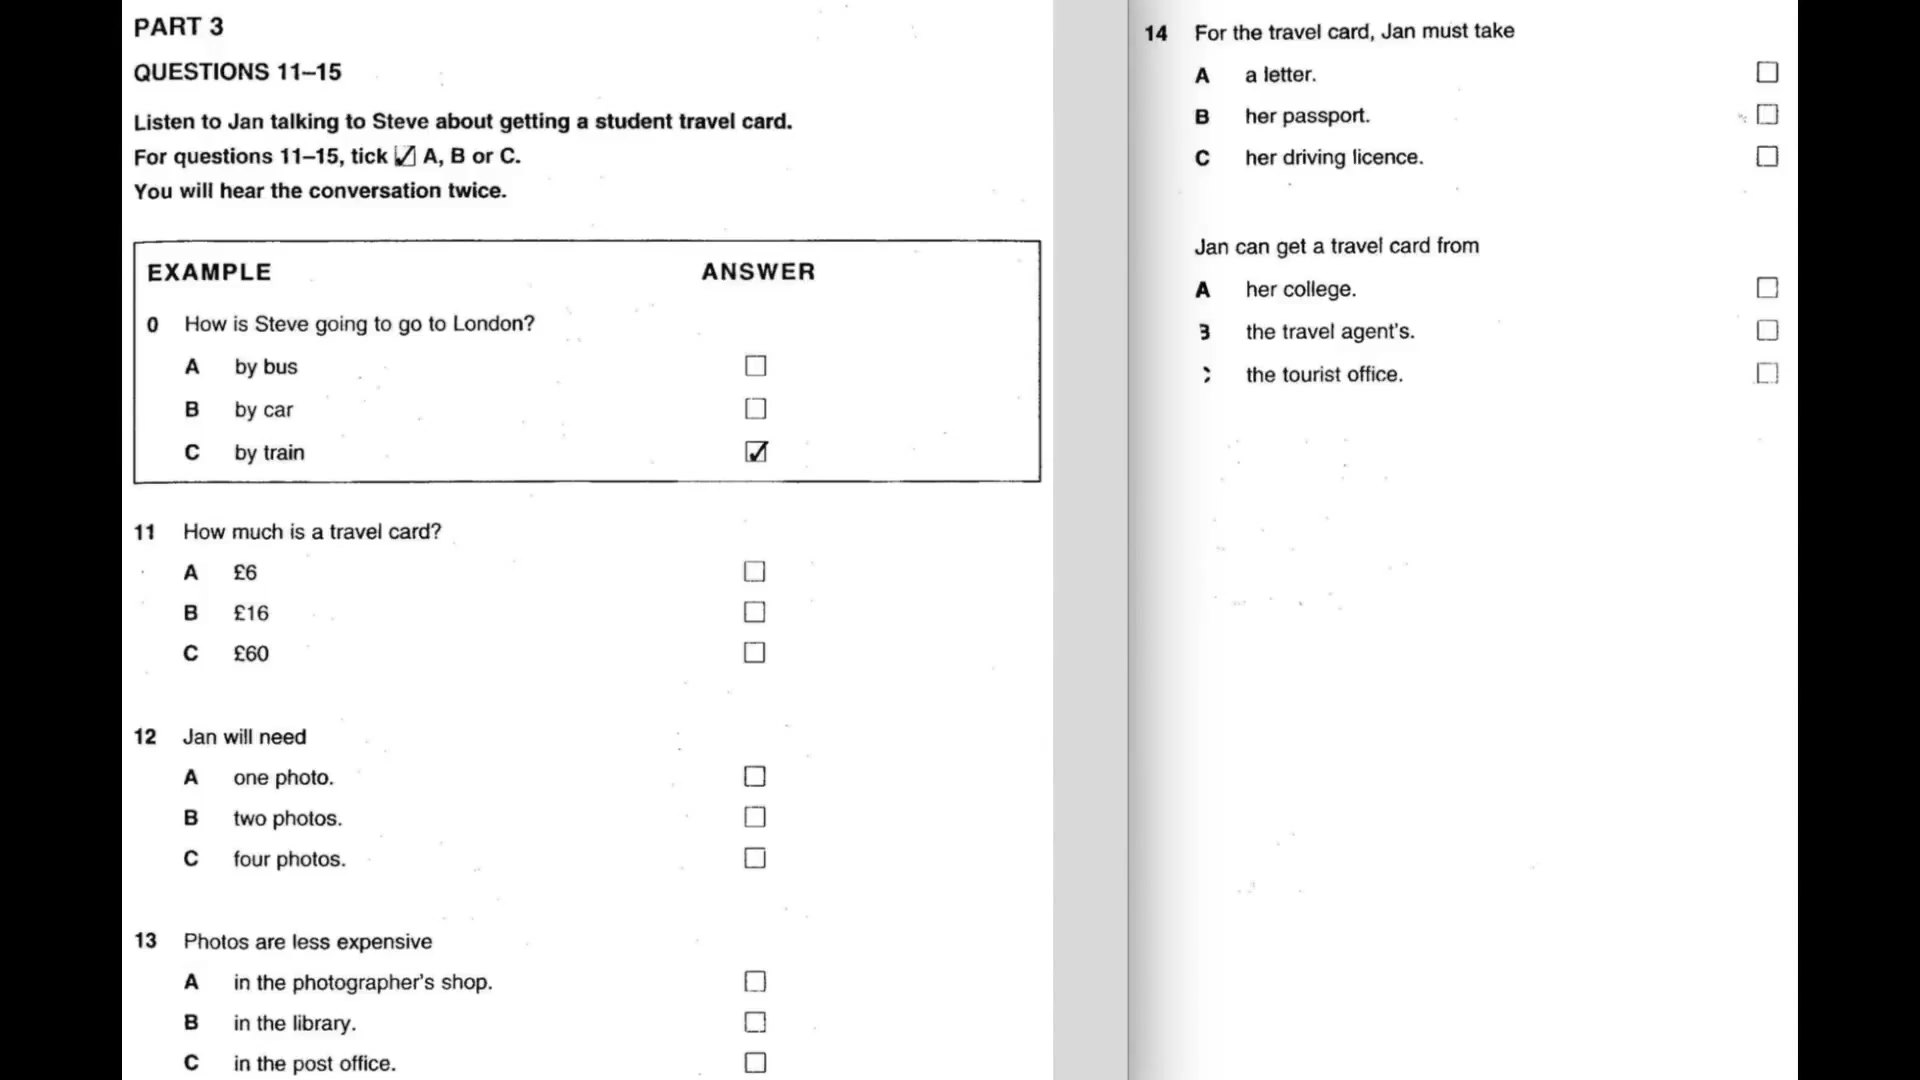 PART 3
QUESTIONS 11–15
Listen to Jan talking to Steve about getting a student travel card.
For questions 11–15, tick ☑ A, B or C.
You will hear the conversation twice.
EXAMPLE ANSWER
0 How is Steve going to go to London?
A by bus
B by car
C by train
11 How much is a travel card?
A £6
B £16
C £60
12 Jan will need
A one photo.
B two photos.
C four photos.
13 Photos are less expensive
A in the photographer's shop.
B in the library.
C in the post office.
14 For the travel card, Jan must take
A a letter.
B her passport.
C her driving licence.
Jan can get a travel card from
A her college.
B the travel agent's.
the tourist office.